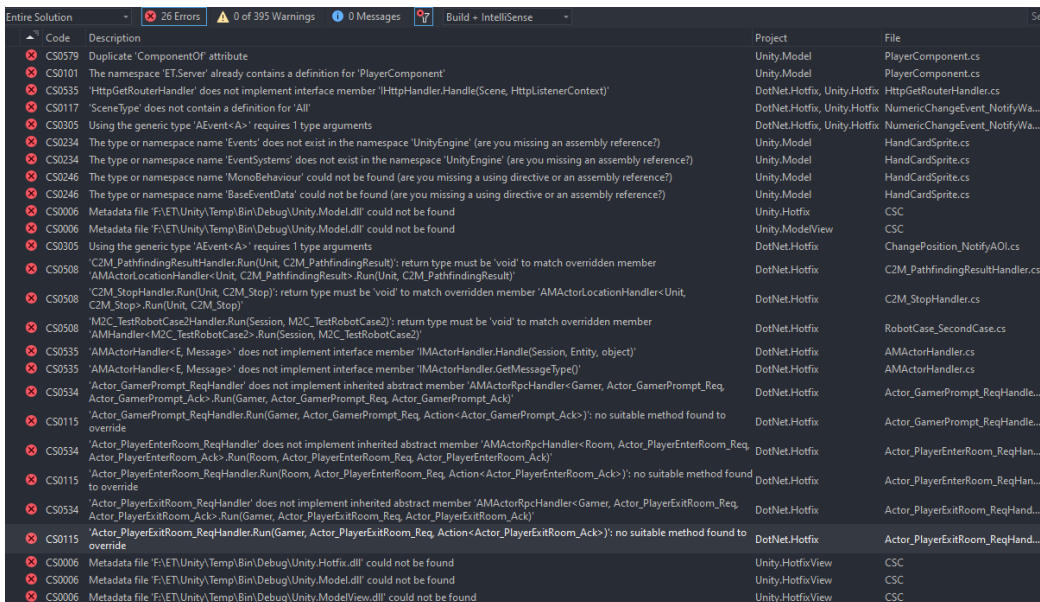 Entire Solution 26 Errors 0 of 395 Warnings 0 Messages Build + IntelliSense Se
Code Description Project File
CS0579 Duplicate 'ComponentOf' attribute Unity.Model PlayerComponent.cs
CS0101 The namespace 'ET.Server' already contains a definition for 'PlayerComponent' Unity.Model PlayerComponent.cs
CS0535 'HttpGetRouterHandler' does not implement interface member 'IHttpHandler.Handle(Scene, HttpListenerContext)' DotNet.Hotfix, Unity.Hotfix HttpGetRouterHandler.cs
CS0117 'SceneType' does not contain a definition for 'All' DotNet.Hotfix, Unity.Hotfix NumericChangeEvent_NotifyWa...
CS0305 Using the generic type 'AEvent<A>' requires 1 type arguments DotNet.Hotfix, Unity.Hotfix NumericChangeEvent_NotifyWa...
CS0234 The type or namespace name 'Events' does not exist in the namespace 'UnityEngine' (are you missing an assembly reference?) Unity.Model HandCardSprite.cs
CS0234 The type or namespace name 'EventSystems' does not exist in the namespace 'UnityEngine' (are you missing an assembly reference?) Unity.Model HandCardSprite.cs
CS0246 The type or namespace name 'MonoBehaviour' could not be found (are you missing a using directive or an assembly reference?) Unity.Model HandCardSprite.cs
CS0246 The type or namespace name 'BaseEventData' could not be found (are you missing a using directive or an assembly reference?) Unity.Model HandCardSprite.cs
CS0006 Metadata file 'F:\ET\Unity\Temp\Bin\Debug\Unity.Model.dll' could not be found Unity.Hotfix CSC
CS0006 Metadata file 'F:\ET\Unity\Temp\Bin\Debug\Unity.Model.dll' could not be found Unity.ModelView CSC
CS0305 Using the generic type 'AEvent<A>' requires 1 type arguments DotNet.Hotfix ChangePosition_NotifyAOI.cs
'C2M_PathfindingResultHandler.Run(Unit, C2M_PathfindingResult)': return type must be 'void' to match overridden member
CS0508 DotNet.Hotfix C2M_PathfindingResultHandler.cs
'AMActorLocationHandler<Unit, C2M_PathfindingResult>.Run(Unit, C2M_PathfindingResult)'
'C2M_StopHandler.Run(Unit, C2M_Stop)': return type must be 'void' to match overridden member 'AMActorLocationHandler<Unit,
CS0508 DotNet.Hotfix C2M_StopHandler.cs
C2M_Stop>.Run(Unit, C2M_Stop)'
'M2C_TestRobotCase2Handler.Run(Session, M2C_TestRobotCase2)': return type must be 'void' to match overridden member
CS0508 DotNet.Hotfix RobotCase_SecondCase.cs
'AMHandler<M2C_TestRobotCase2>.Run(Session, M2C_TestRobotCase2)'
CS0535 'AMActorHandler<E, Message>' does not implement interface member 'IMActorHandler.Handle(Session, Entity, object)' DotNet.Hotfix AMActorHandler.cs
CS0535 'AMActorHandler<E, Message>' does not implement interface member 'IMActorHandler.GetMessageType()' DotNet.Hotfix AMActorHandler.cs
'Actor_GamerPrompt_ReqHandler' does not implement inherited abstract member 'AMActorRpcHandler<Gamer, Actor_GamerPrompt_Req,
CS0534 DotNet.Hotfix Actor_GamerPrompt_ReqHandle...
Actor_GamerPrompt_Ack>.Run(Gamer, Actor_GamerPrompt_Req, Actor_GamerPrompt_Ack)'
'Actor_GamerPrompt_ReqHandler.Run(Gamer, Actor_GamerPrompt_Req, Action<Actor_GamerPrompt_Ack>)': no suitable method found to
CS0115 DotNet.Hotfix Actor_GamerPrompt_ReqHandle...
override
'Actor_PlayerEnterRoom_ReqHandler' does not implement inherited abstract member 'AMActorRpcHandler<Room, Actor_PlayerEnterRoom_Req,
CS0534 DotNet.Hotfix Actor_PlayerEnterRoom_ReqHan...
Actor_PlayerEnterRoom_Ack>.Run(Room, Actor_PlayerEnterRoom_Req, Actor_PlayerEnterRoom_Ack)'
'Actor_PlayerEnterRoom_ReqHandler.Run(Room, Actor_PlayerEnterRoom_Req, Action<Actor_PlayerEnterRoom_Ack>)': no suitable method found
CS0115 DotNet.Hotfix Actor_PlayerEnterRoom_ReqHan...
to override
'Actor_PlayerExitRoom_ReqHandler' does not implement inherited abstract member 'AMActorRpcHandler<Gamer, Actor_PlayerExitRoom_Req,
CS0534 DotNet.Hotfix Actor_PlayerExitRoom_ReqHand...
Actor_PlayerExitRoom_Ack>.Run(Gamer, Actor_PlayerExitRoom_Req, Actor_PlayerExitRoom_Ack)'
'Actor_PlayerExitRoom_ReqHandler.Run(Gamer, Actor_PlayerExitRoom_Req, Action<Actor_PlayerExitRoom_Ack>)': no suitable method found to
CS0115 DotNet.Hotfix Actor_PlayerExitRoom_ReqHand...
override
CS0006 Metadata file 'F:\ET\Unity\Temp\Bin\Debug\Unity.Hotfix.dll' could not be found Unity.HotfixView CSC
CS0006 Metadata file 'F:\ET\Unity\Temp\Bin\Debug\Unity.Model.dll' could not be found Unity.HotfixView CSC
CS0006 Metadata file 'F:\ET\Unity\Temp\Bin\Debug\Unity.ModelView.dll' could not be found Unity.HotfixView CSC